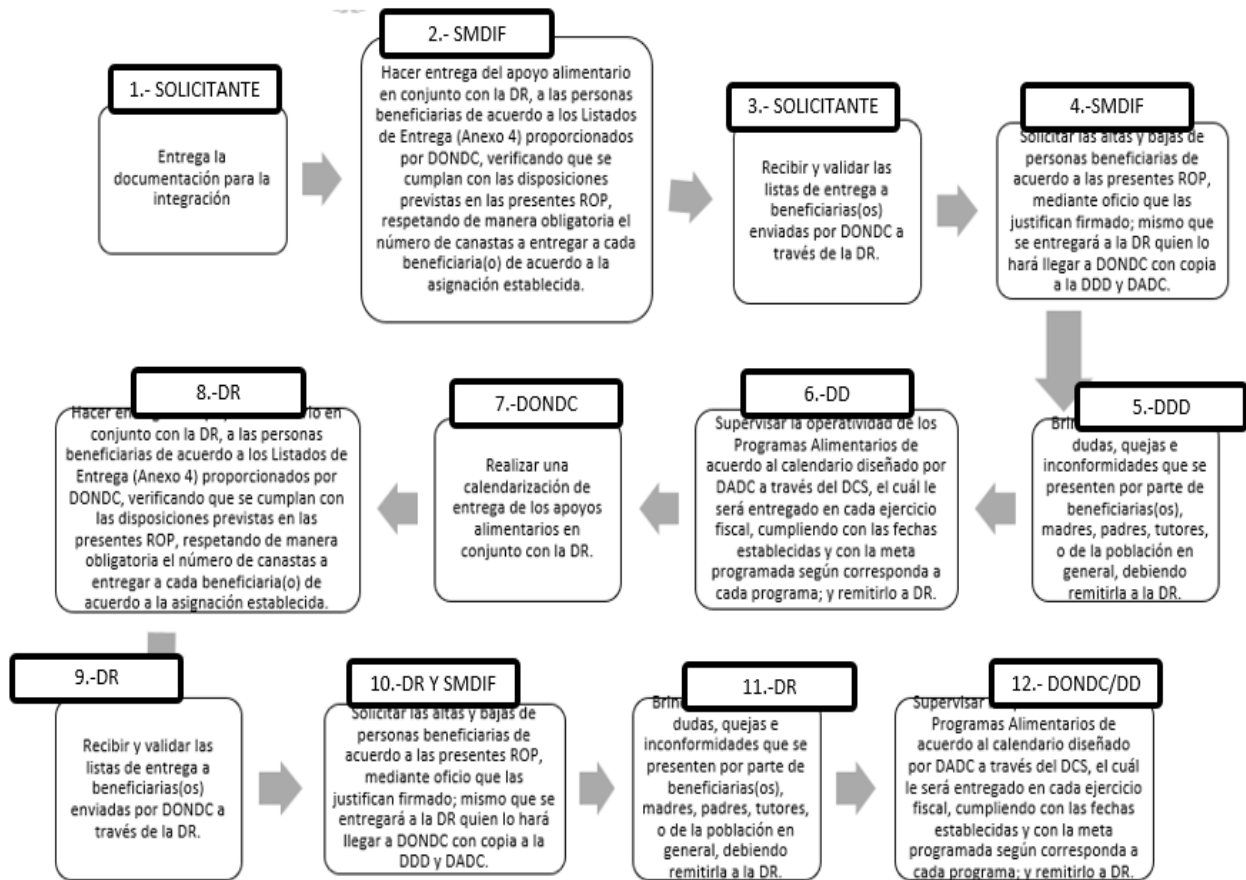 1.- SOLICITANTE
Entrega la
documentación para la
integración
2.- SMDIF
Hacer entrega del apoyo alimentario
en conjunto con la DR, a las personas
beneficiarias de acuerdo a los Listados
de Entrega (Anexo 4) proporcionados
por DONDC, verificando que se
cumplan con las disposiciones
previstas en las presentes ROP,
respetando de manera obligatoria el
número de canastas a entregar a cada
beneficiaria(o) de acuerdo a la
asignación establecida.
3.- SOLICITANTE
Recibir y validar las
listas de entrega a
beneficiarias(os)
enviadas por DONDC a
través de la DR.
4.-SMDIF
Solicitar las altas y bajas de
personas beneficiarias de
acuerdo a las presentes ROP,
mediante oficio que las
justifican firmado; mismo que
se entregará a la DR quien lo
hará llegar a DONDC con copia
a la DDD y DADC.
5.-DDD
dudas, quejas e
inconformidades que se
presenten por parte de
beneficiarias(os),
madres, padres, tutores,
o de la población en
general, debiendo
remitirla a la DR.
6.-DD
Supervisar la operatividad de los
Programas Alimentarios de
acuerdo al calendario diseñado por
DADC a través del DCS, el cuál le
será entregado en cada ejercicio
fiscal, cumpliendo con las fechas
establecidas y con la meta
programada según corresponda a
cada programa; y remitirlo a DR.
7.-DONDC
Realizar una
calendarización de
entrega de los apoyos
alimentarios en
conjunto con la DR.
8.-DR
Hacer en
conjunto con la DR, a las personas
beneficiarias de acuerdo a los Listados de
Entrega (Anexo 4) proporcionados por
DONDC, verificando que se cumplan con
las disposiciones previstas en las
presentes ROP, respetando de manera
obligatoria el número de canastas a
entregar a cada beneficiaria(o) de
acuerdo a la asignación establecida.
9.-DR
Recibir y validar las
listas de entrega a
beneficiarias(os)
enviadas por DONDC a
través de la DR.
10.-DR Y SMDIF
Solicitar las altas y bajas de
personas beneficiarias de
acuerdo a las presentes ROP,
mediante oficio que las
justifican firmado; mismo que se
entregará a la DR quien lo hará
llegar a DONDC con copia a la
DDD y DADC.
11.-DR
dudas, quejas e
inconformidades que se
presenten por parte de
beneficiarias(os),
madres, padres, tutores,
o de la población en
general, debiendo
remitirla a la DR.
12.- DONDC/DD
Supervisar
Programas Alimentarios de
acuerdo al calendario diseñado
por DADC a través del DCS, el cuál
le será entregado en cada ejercicio
fiscal, cumpliendo con las fechas
establecidas y con la meta
programada según corresponda a
cada programa; y remitirlo a DR.